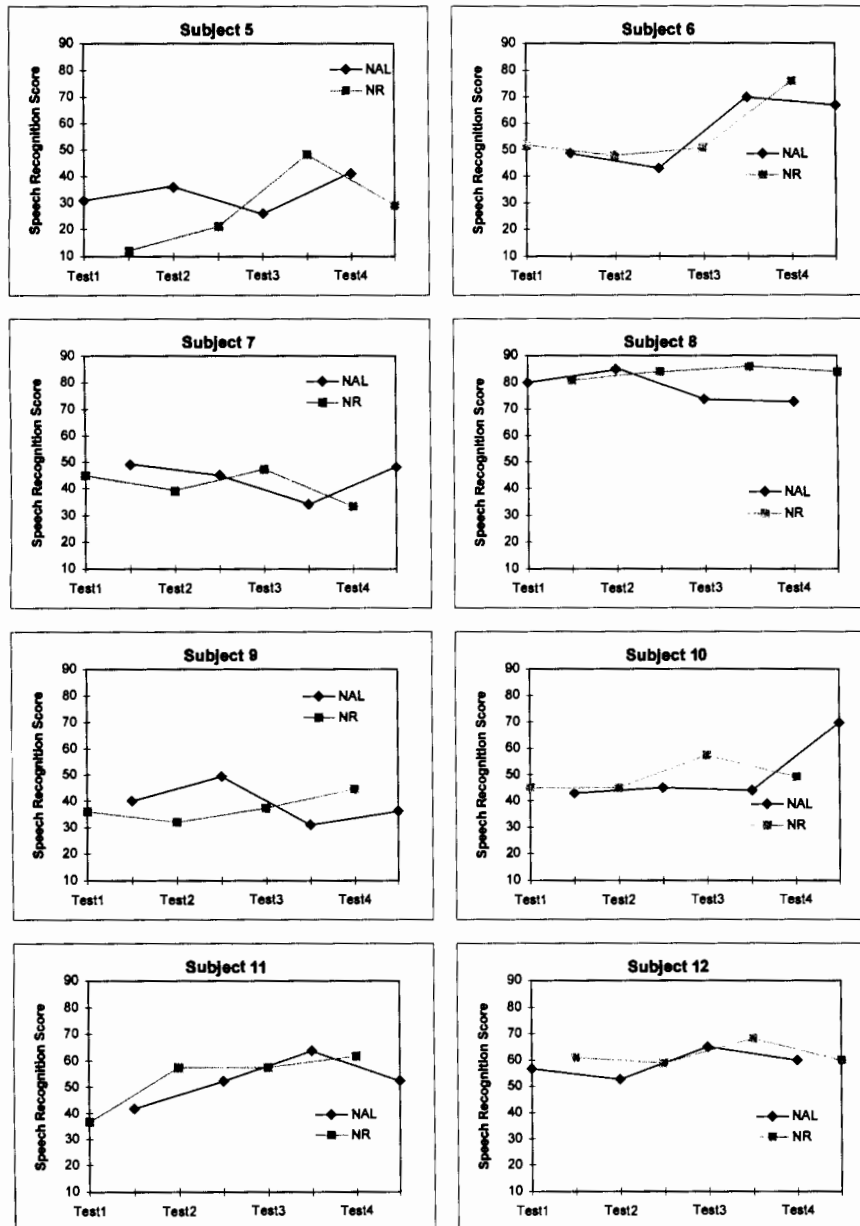 Subject 5
Speech Recognition Score
90
80
70
60
50
40
30
20
10
NAL
NR
Test1 Test2 Test3 Test4
Subject 6
Speech Recognition Score
90
80
70
60
50
40
30
20
10
NAL
NR
Test1 Test2 Test3 Test4
Subject 7
Speech Recognition Score
90
80
70
60
50
40
30
20
10
NAL
NR
Test1 Test2 Test3 Test4
Subject 8
Speech Recognition Score
90
80
70
60
50
40
30
20
10
NAL
NR
Test1 Test2 Test3 Test4
Subject 9
Speech Recognition Score
90
80
70
60
50
40
30
20
10
NAL
NR
Test1 Test2 Test3 Test4
Subject 10
Speech Recognition Score
90
80
70
60
50
40
30
20
10
NAL
NR
Test1 Test2 Test3 Test4
Subject 11
Speech Recognition Score
90
80
70
60
50
40
30
20
10
NAL
NR
Test1 Test2 Test3 Test4
Subject 12
Speech Recognition Score
90
80
70
60
50
40
30
20
10
NAL
NR
Test1 Test2 Test3 Test4